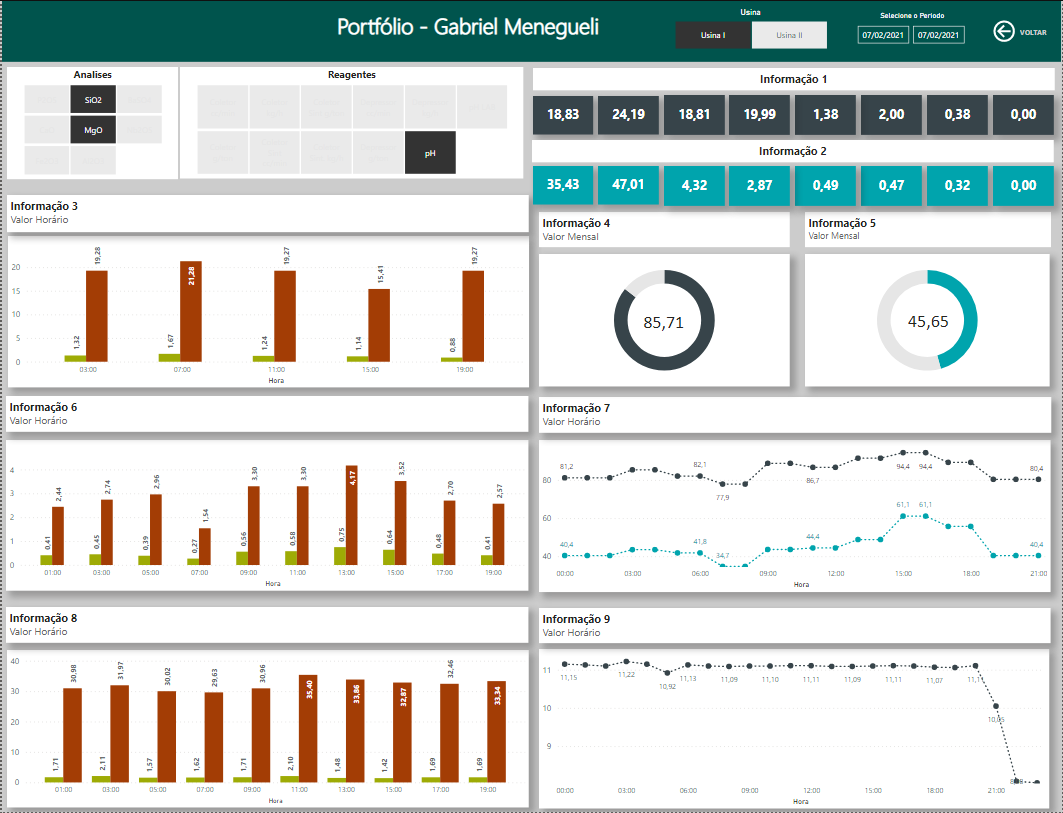 Portfólio - Gabriel Menegueli
Usina
Usina I
Usina II
Selecione o Periodo
07/02/2021 07/02/2021
VOLTAR
Analises
SiO2
MgO
Reagentes
pH
Informação 1
18,83 24,19 18,81 19,99 1,38 2,00 0,38 0,00
Informação 2
35,43 47,01 4,32 2,87 0,49 0,47 0,32 0,00
Informação 3
Valor Horário
20
15
10
5
0
1,32 19,28 1,67 21,28 1,24 19,27 1,14 15,41 0,88 19,27
03:00 07:00 11:00 15:00 19:00
Hora
Informação 4
Valor Mensal
85,71
Informação 5
Valor Mensal
45,65
Informação 6
Valor Horário
4
3
2
1
0
0,41 2,44 0,45 2,74 0,39 2,96 0,27 1,54 0,56 3,30 0,58 3,30 0,75 4,17 0,64 3,52 0,48 2,70 0,41 2,57
01:00 03:00 05:00 07:00 09:00 11:00 13:00 15:00 17:00 19:00
Hora
Informação 7
Valor Horário
80
60
40
81,2 82,1 77,9 86,7 94,4 94,4 80,4
40,4 41,8 34,7 44,4 61,1 61,1 40,4
00:00 03:00 06:00 09:00 12:00 15:00 18:00 21:00
Hora
Informação 8
Valor Horário
40
30
20
10
0
1,71 30,98 2,11 31,97 1,57 30,02 1,62 29,63 1,71 30,96 2,10 35,40 1,48 33,86 1,42 32,87 1,69 32,46 1,69 33,34
01:00 03:00 05:00 07:00 09:00 11:00 13:00 15:00 17:00 19:00
Hora
Informação 9
Valor Horário
11
10
9
11,15 11,22 10,92 11,13 11,09 11,10 11,11 11,09 11,11 11,07 11,1 10,05
00:00 03:00 06:00 09:00 12:00 15:00 18:00 21:00
Hora